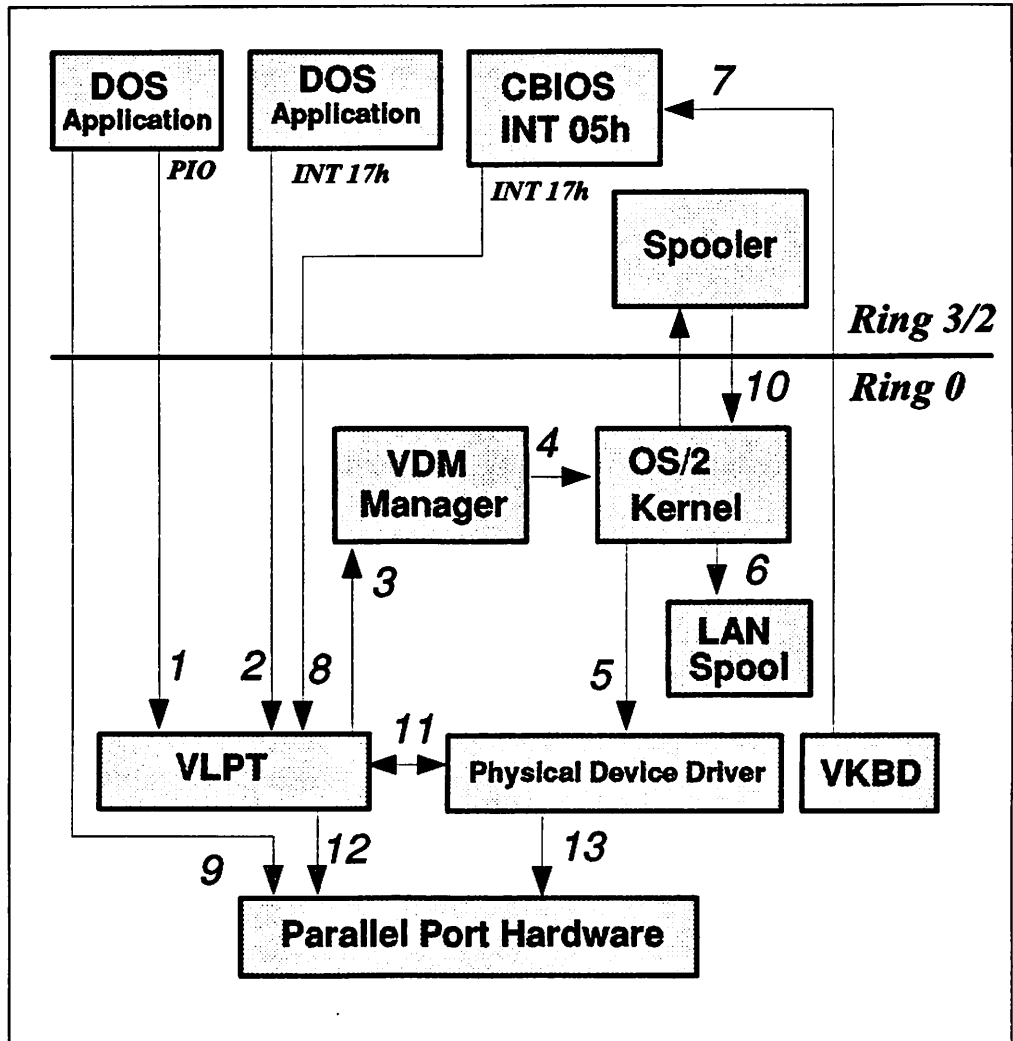 DOS
Application
DOS
Application
CBIOS
INT 05h
7
PIO
INT 17h
INT 17h
Spooler
Ring 3/2
10
Ring 0
VDM
Manager
4
OS/2
Kernel
3
6
LAN
Spool
1
2
8
5
11
VLPT
Physical Device Driver
VKBD
9
12
13
Parallel Port Hardware